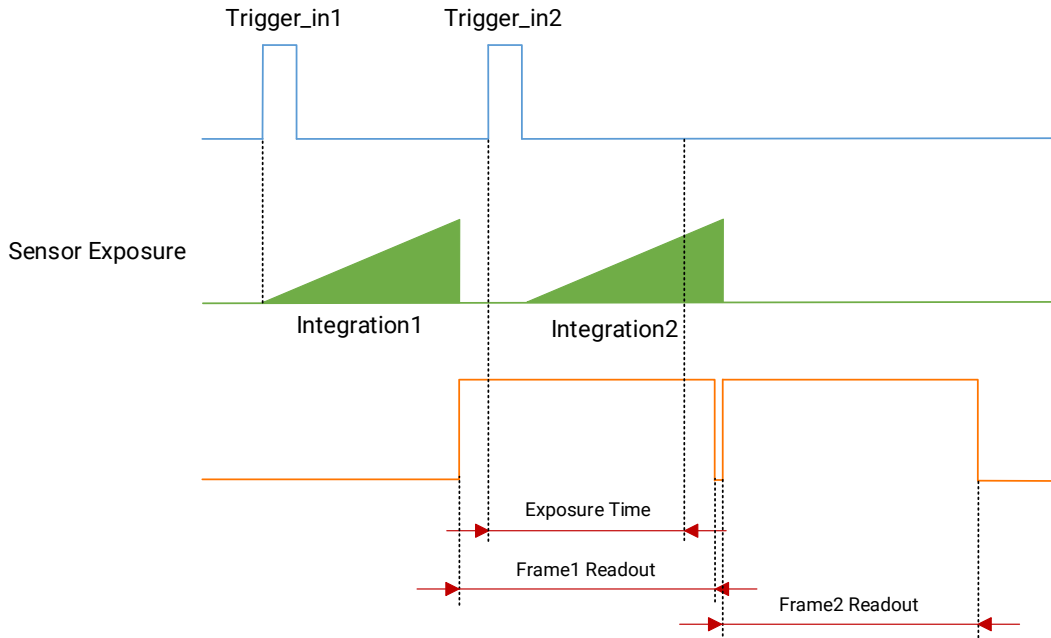 Trigger_in1
Trigger_in2
Sensor Exposure
Integration1
Integration2
Exposure Time
Frame1 Readout
Frame2 Readout